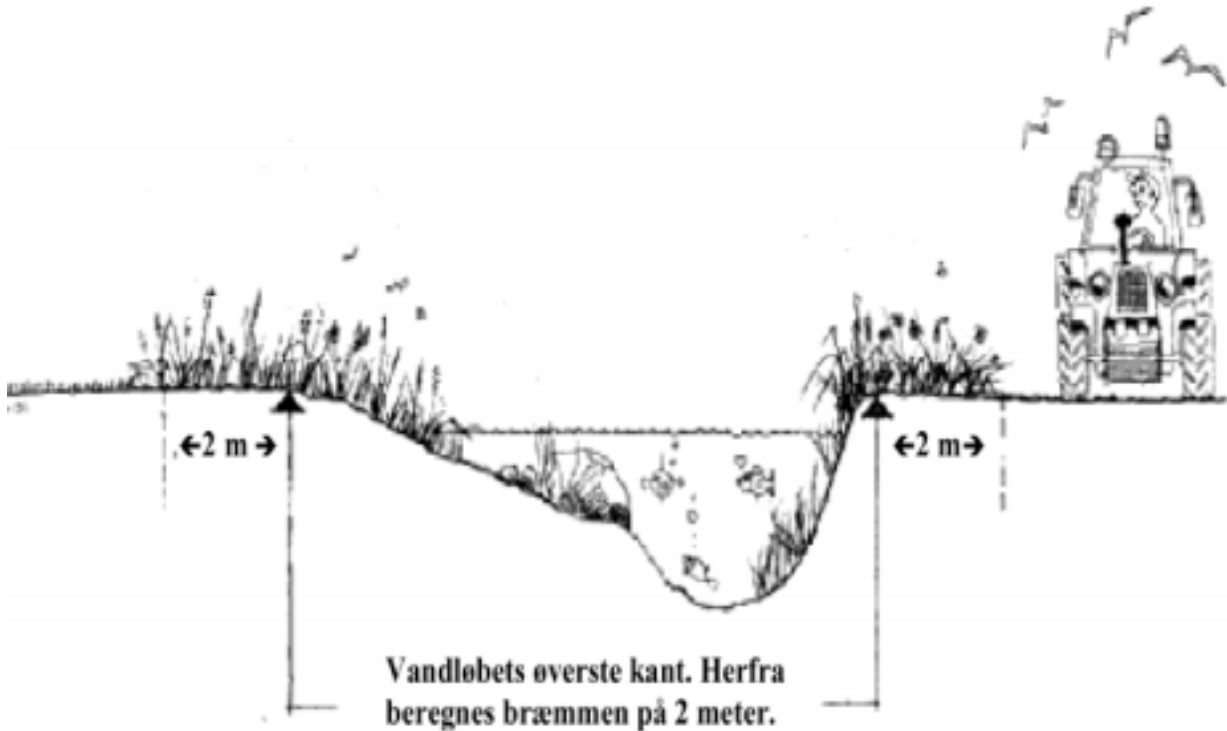 ←2 m→
←2 m→
Vandløbets øverste kant. Herfra
beregnes bræmmen på 2 meter.